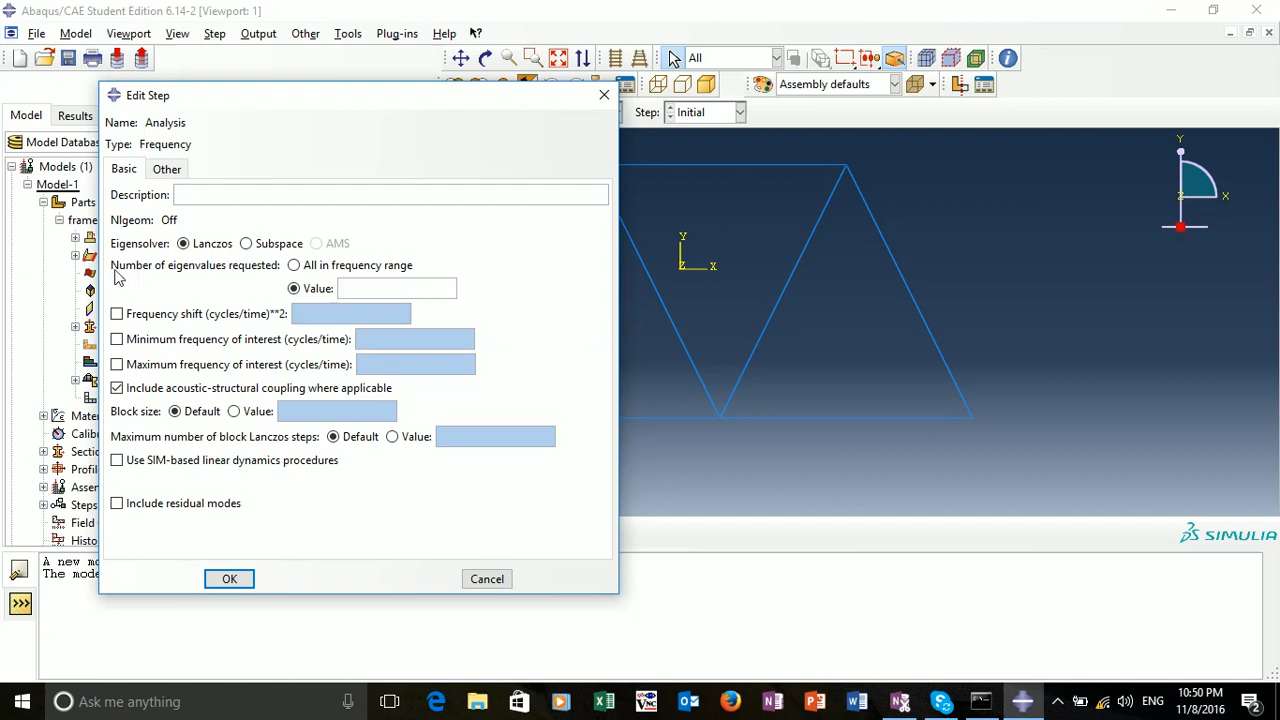 Abaqus/CAE Student Edition 6.14-2 [Viewport: 1]
File Model Viewport View Step Output Other Tools Plug-ins Help
All
Assembly defaults
Edit Step
Model Results
Step: Initial
Name: Analysis
Model Databas
Type: Frequency
Models (1)
Basic Other
Model-1
Description:
Parts
frame
Nlgeom: Off
Eigensolver: Lanczos Subspace AMS
Number of eigenvalues requested: All in frequency range
Value:
Frequency shift (cycles/time)**2:
Minimum frequency of interest (cycles/time):
Maximum frequency of interest (cycles/time):
Include acoustic-structural coupling where applicable
Block size: Default Value:
Maximum number of block Lanczos steps: Default Value:
Use SIM-based linear dynamics procedures
Include residual modes
OK Cancel
Mate
Calibr
Sectio
Profil
Assem
Steps
Field
Histo
Y
X
Z
Y
X
Z
SIMULIA
A new mo
The mode
Ask me anything
ENG
10:50 PM
11/8/2016
2